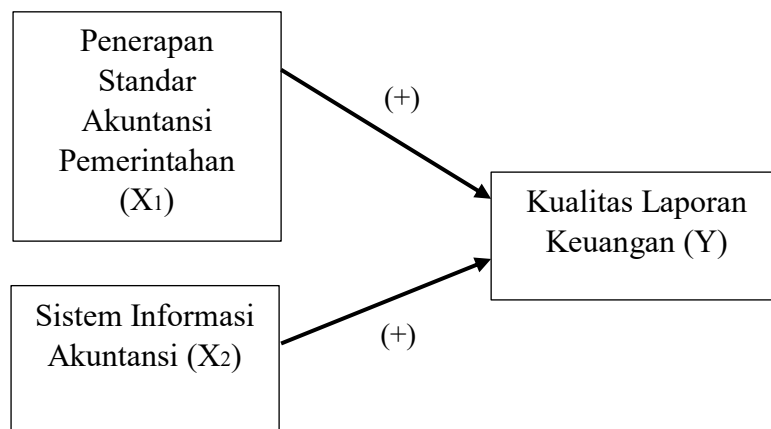 Penerapan
Standar
Akuntansi
Pemerintahan
(X1)
(+)
Kualitas Laporan
Keuangan (Y)
Sistem Informasi
Akuntansi (X2)
(+)